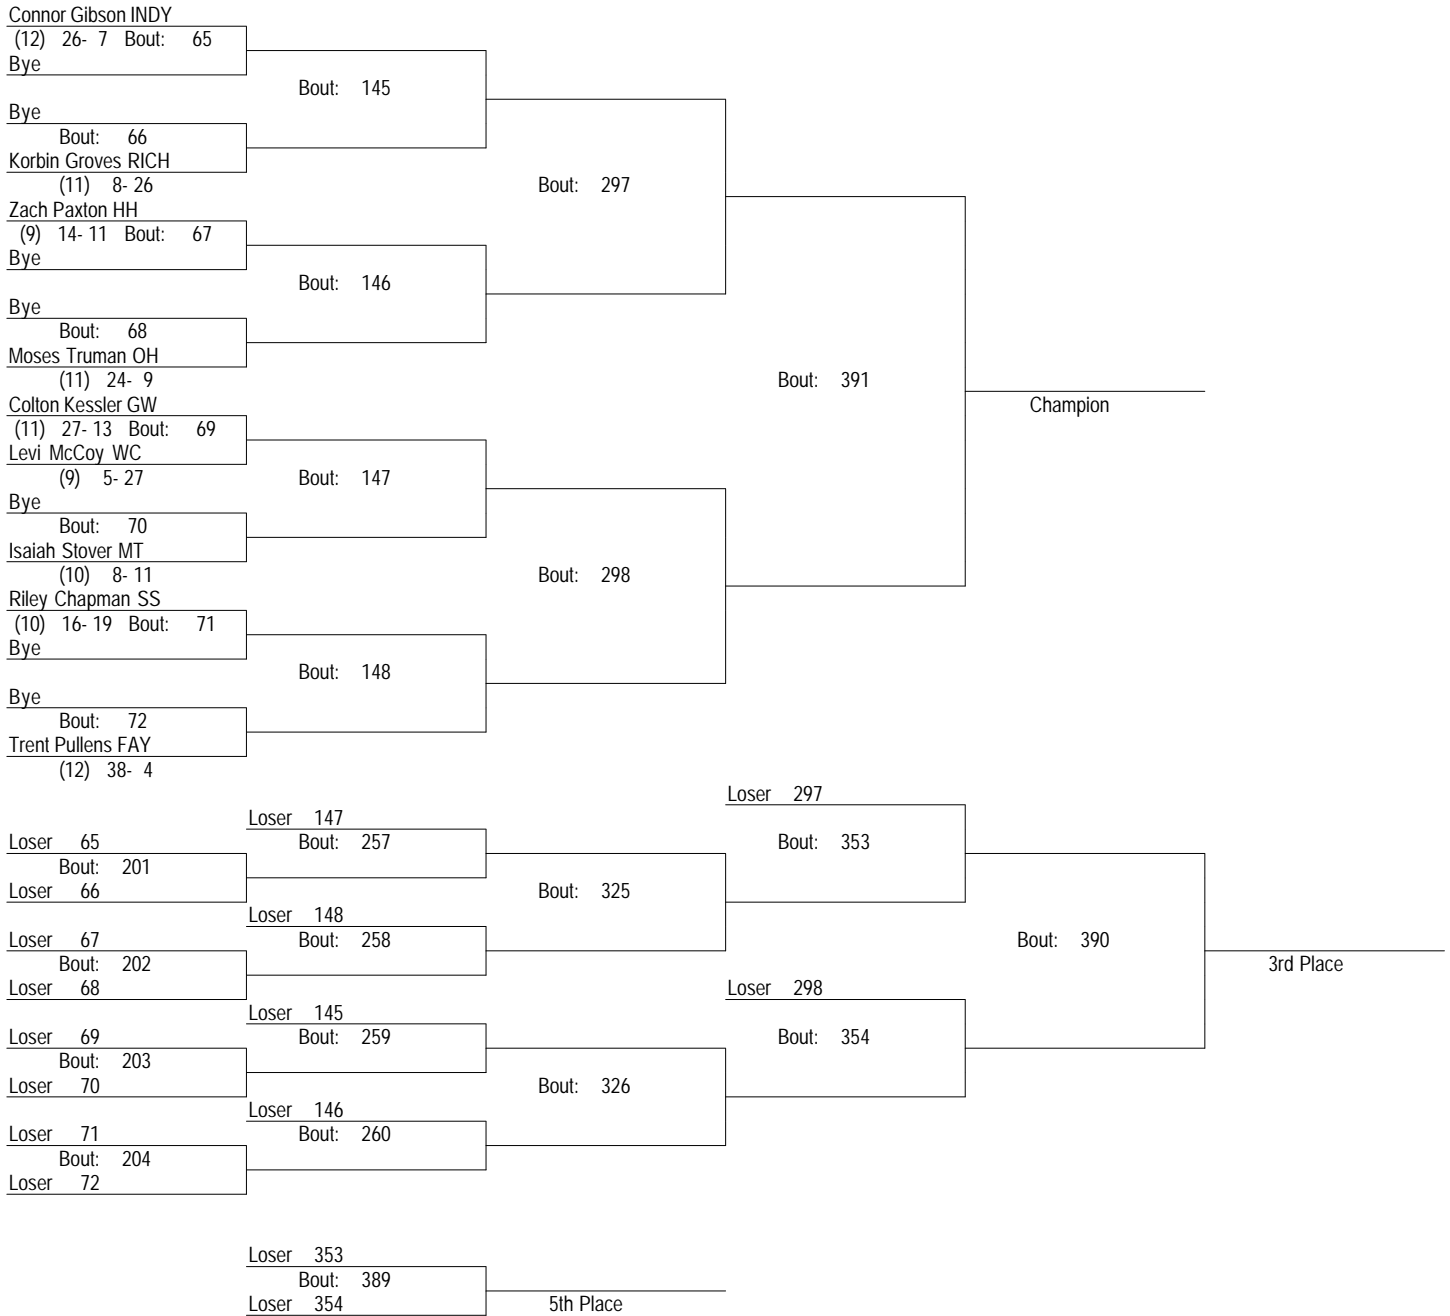 Connor Gibson INDY
(12) 26- 7 Bout: 65
Bye
Bout: 145
Bye
Bout: 66
Korbin Groves RICH
(11) 8- 26
Bout: 297
Zach Paxton HH
(9) 14- 11 Bout: 67
Bye
Bout: 146
Bye
Bout: 68
Moses Truman OH
(11) 24- 9
Bout: 391
Champion
Colton Kessler GW
(11) 27- 13 Bout: 69
Levi McCoy WC
(9) 5- 27
Bout: 147
Bye
Bout: 70
Isaiah Stover MT
(10) 8- 11
Bout: 298
Riley Chapman SS
(10) 16- 19 Bout: 71
Bye
Bout: 148
Bye
Bout: 72
Trent Pullens FAY
(12) 38- 4
Loser 297
Loser 147
Loser 65
Bout: 257
Bout: 353
Bout: 201
Loser 66
Bout: 325
Loser 148
Loser 67
Bout: 258
Bout: 390
Bout: 202
3rd Place
Loser 68
Loser 298
Loser 145
Loser 69
Bout: 259
Bout: 354
Bout: 203
Loser 70
Bout: 326
Loser 146
Loser 71
Bout: 260
Bout: 204
Loser 72
Loser 353
Bout: 389
Loser 354
5th Place